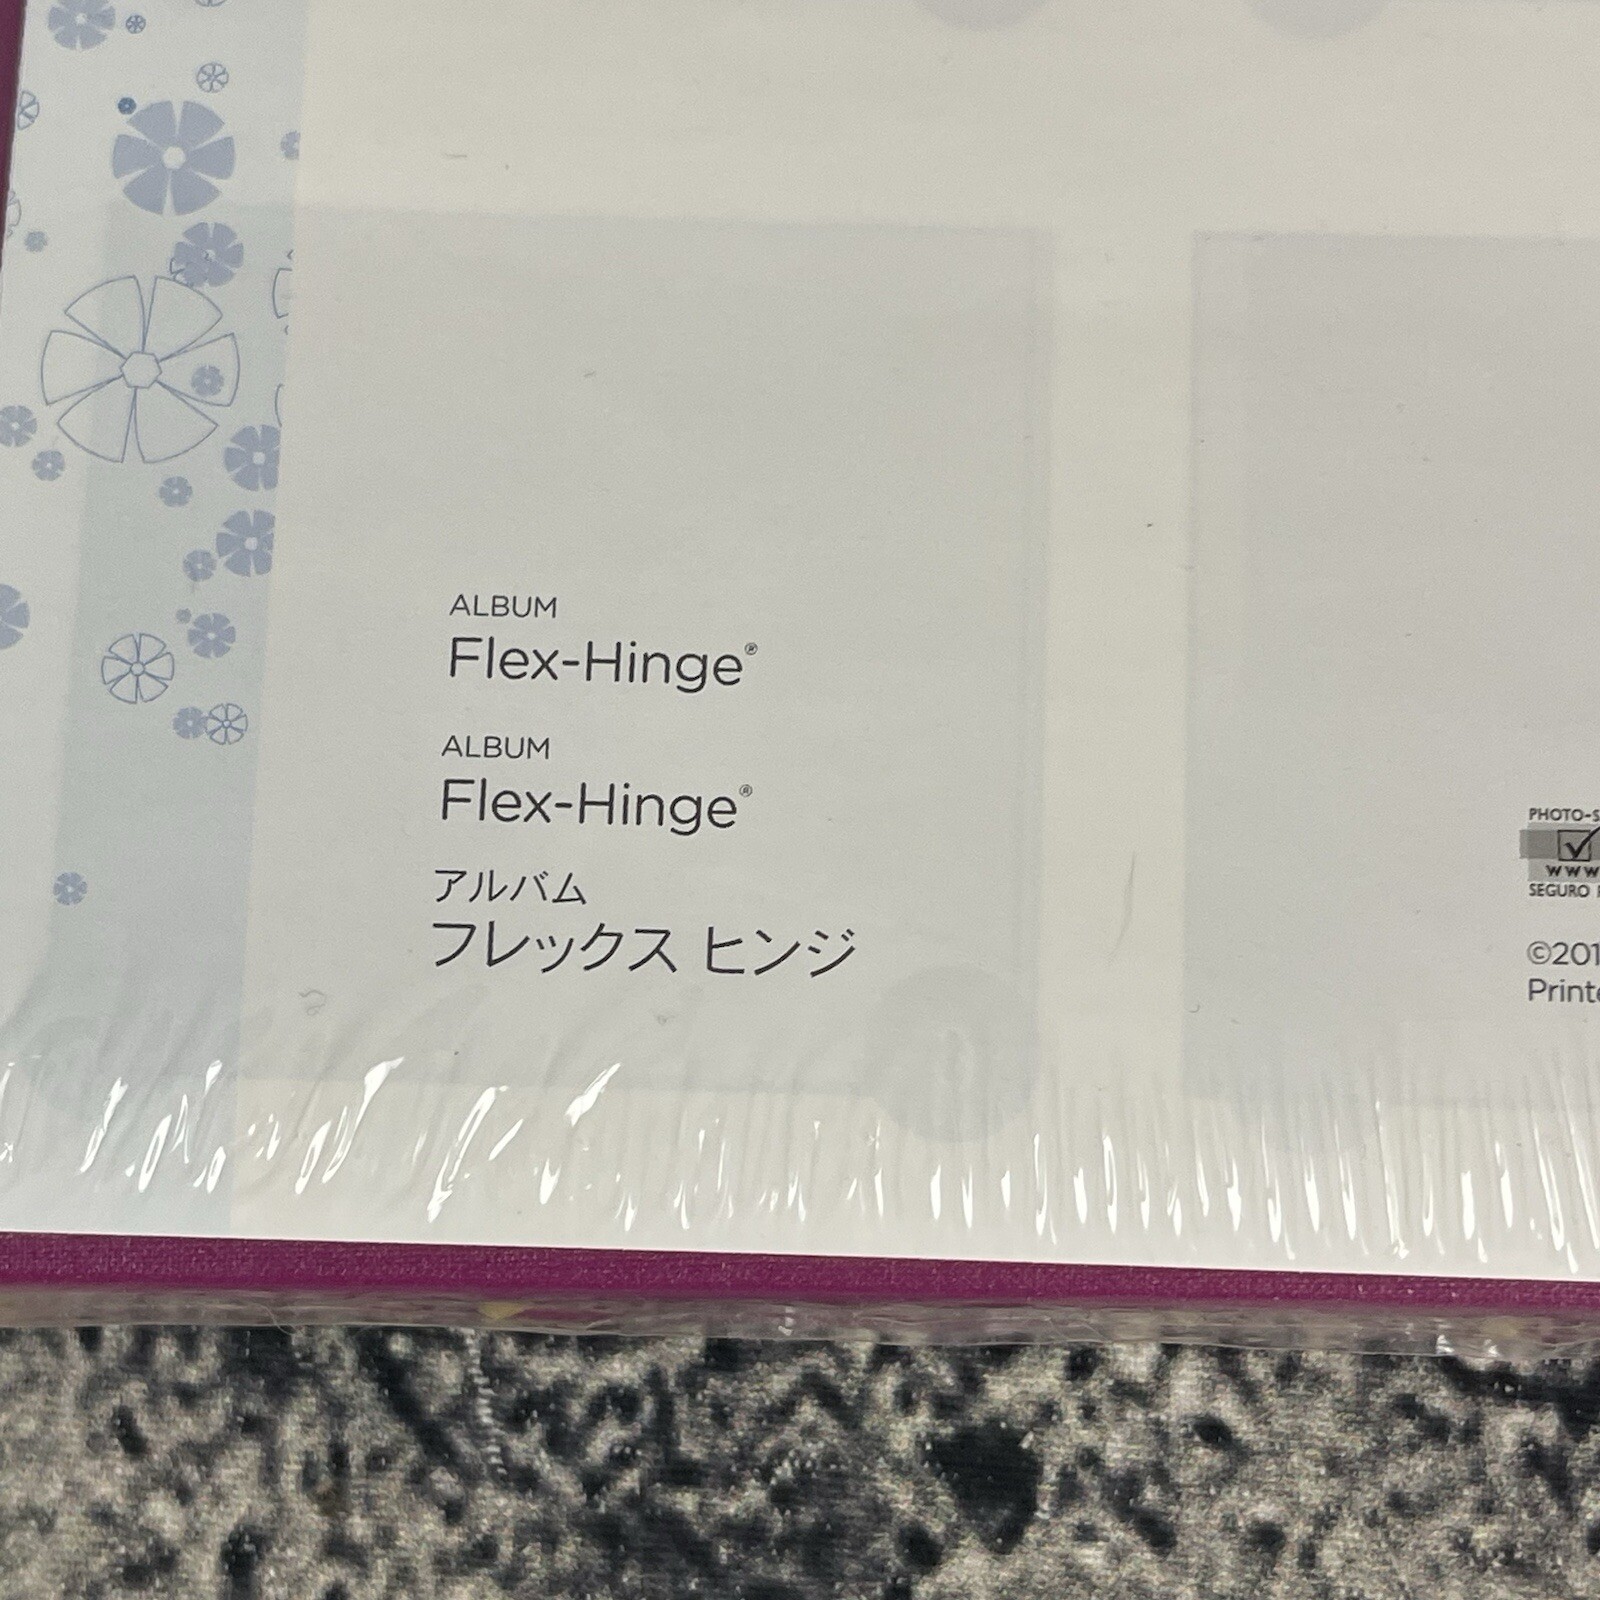 ALBUM
Flex-Hinge®
ALBUM
Flex-Hinge®
アルバム
フレックス ヒンジ
PHOTO-S
www
SEGURO
©201
Printe